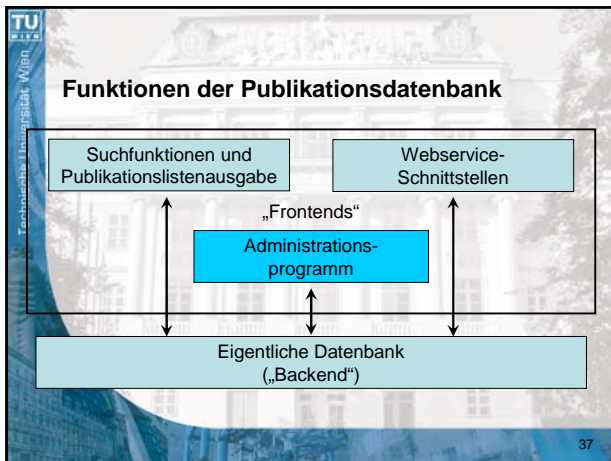 TU
WIEN
Technische Universität Wien
Funktionen der Publikationsdatenbank
Suchfunktionen und
Publikationslistenausgabe
Webservice-
Schnittstellen
„Frontends“
Administrations-
programm
Eigentliche Datenbank
(„Backend“)
37